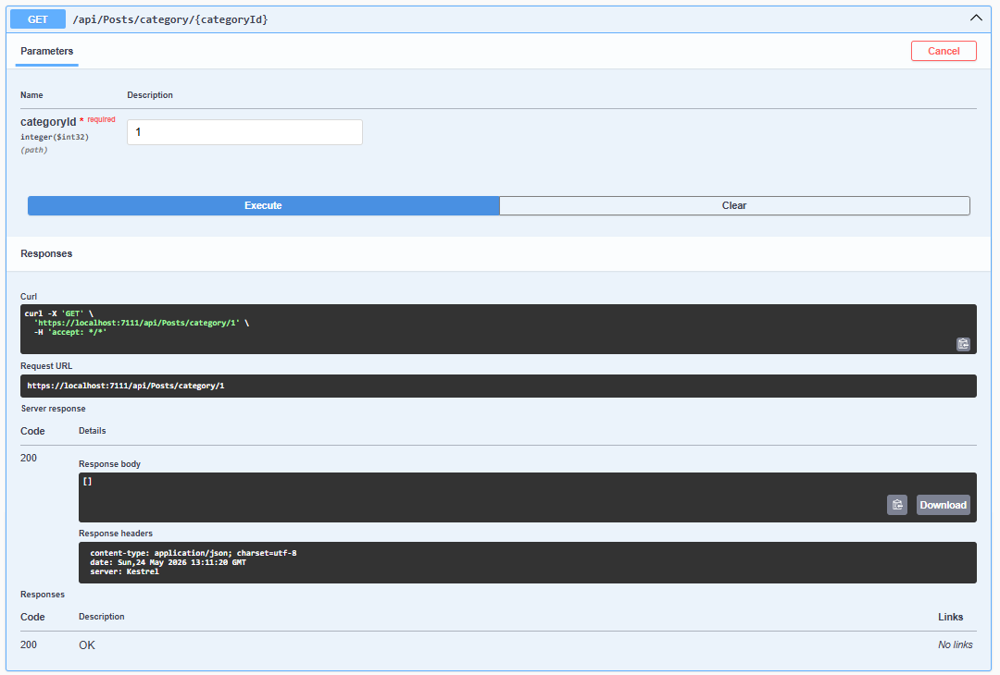 GET /api/Posts/category/{categoryId}
Parameters Cancel
Name Description
categoryId * required 1
integer($int32)
(path)
Execute Clear
Responses
Curl
curl -X 'GET' \
'https://localhost:7111/api/Posts/category/1' \
-H 'accept: */*'
Request URL
https://localhost:7111/api/Posts/category/1
Server response
Code Details
200
Response body
[]
Download
Response headers
content-type: application/json; charset=utf-8
date: Sun,24 May 2026 13:11:20 GMT
server: Kestrel
Responses
Code Description Links
200 OK No links